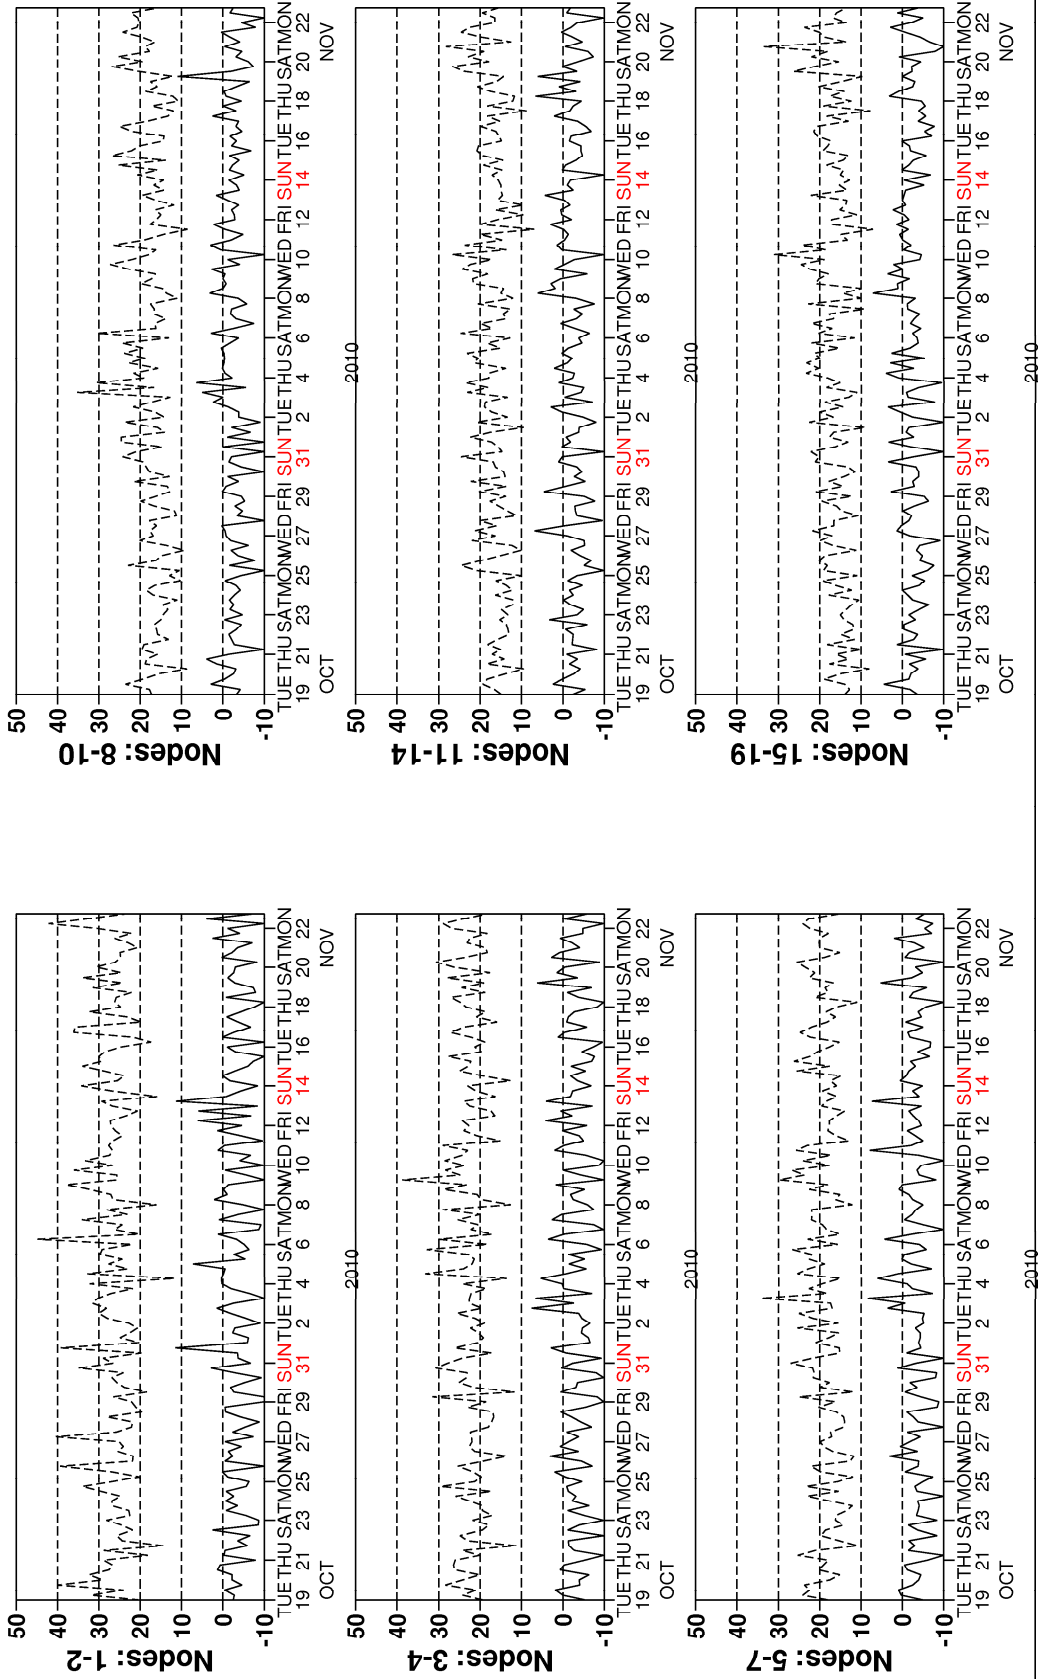 Nodes: 1-2
50
40
30
20
10
0
-10
TUE THU SAT MON WED FRI SUN TUE THU SAT MON WED FRI SUN TUE THU SAT MON
19 21 23 25 27 29 31 2 4 6 8 10 12 14 16 18 20 22
OCT NOV
2010
Nodes: 8-10
50
40
30
20
10
0
-10
TUE THU SAT MON WED FRI SUN TUE THU SAT MON WED FRI SUN TUE THU SAT MON
19 21 23 25 27 29 31 2 4 6 8 10 12 14 16 18 20 22
OCT NOV
2010
Nodes: 3-4
50
40
30
20
10
0
-10
TUE THU SAT MON WED FRI SUN TUE THU SAT MON WED FRI SUN TUE THU SAT MON
19 21 23 25 27 29 31 2 4 6 8 10 12 14 16 18 20 22
OCT NOV
2010
Nodes: 11-14
50
40
30
20
10
0
-10
TUE THU SAT MON WED FRI SUN TUE THU SAT MON WED FRI SUN TUE THU SAT MON
19 21 23 25 27 29 31 2 4 6 8 10 12 14 16 18 20 22
OCT NOV
2010
Nodes: 5-7
50
40
30
20
10
0
-10
TUE THU SAT MON WED FRI SUN TUE THU SAT MON WED FRI SUN TUE THU SAT MON
19 21 23 25 27 29 31 2 4 6 8 10 12 14 16 18 20 22
OCT NOV
2010
Nodes: 15-19
50
40
30
20
10
0
-10
TUE THU SAT MON WED FRI SUN TUE THU SAT MON WED FRI SUN TUE THU SAT MON
19 21 23 25 27 29 31 2 4 6 8 10 12 14 16 18 20 22
OCT NOV
2010